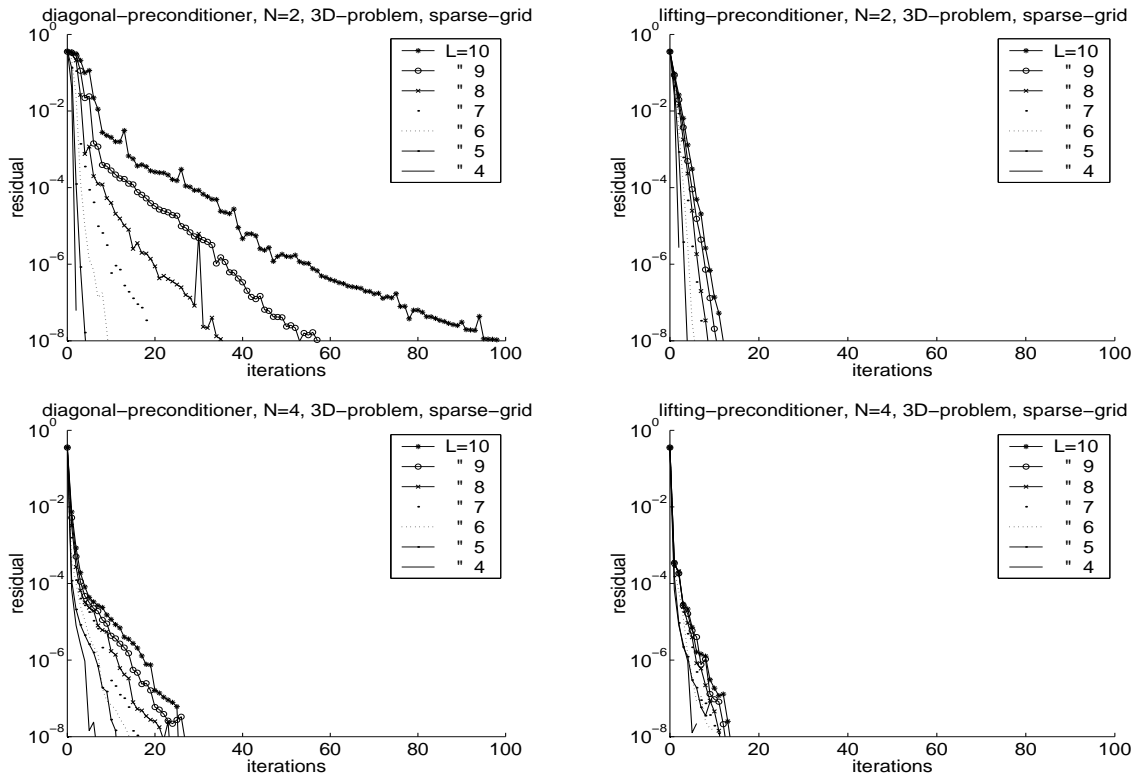 diagonal−preconditioner, N=2, 3D−problem, sparse−grid
10^0
10^−2
10^−4
10^−6
10^−8
residual
0 20 40 60 80 100
iterations
L=10
" 9
" 8
" 7
" 6
" 5
" 4
lifting−preconditioner, N=2, 3D−problem, sparse−grid
10^0
10^−2
10^−4
10^−6
10^−8
residual
0 20 40 60 80 100
iterations
L=10
" 9
" 8
" 7
" 6
" 5
" 4
diagonal−preconditioner, N=4, 3D−problem, sparse−grid
10^0
10^−2
10^−4
10^−6
10^−8
residual
0 20 40 60 80 100
iterations
L=10
" 9
" 8
" 7
" 6
" 5
" 4
lifting−preconditioner, N=4, 3D−problem, sparse−grid
10^0
10^−2
10^−4
10^−6
10^−8
residual
0 20 40 60 80 100
iterations
L=10
" 9
" 8
" 7
" 6
" 5
" 4